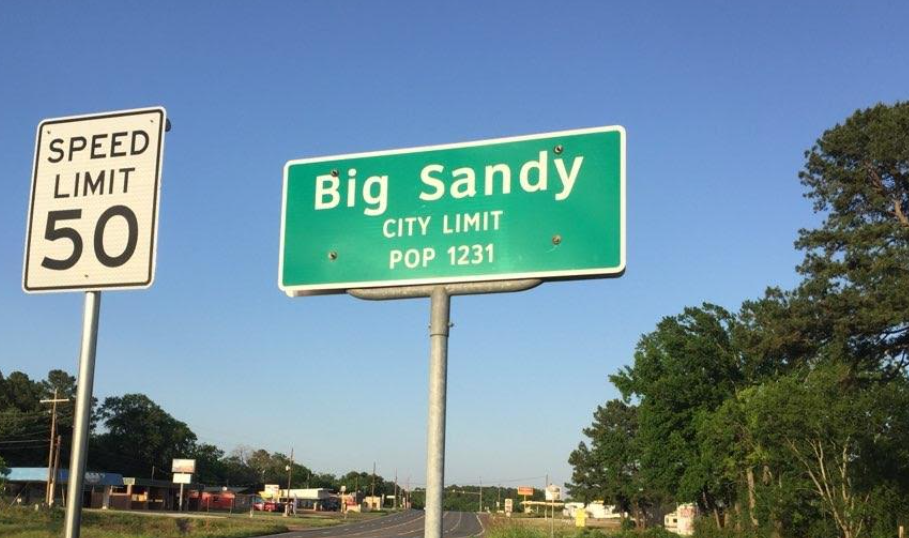 SPEED
LIMIT
50
Big Sandy
CITY LIMIT
POP 1231